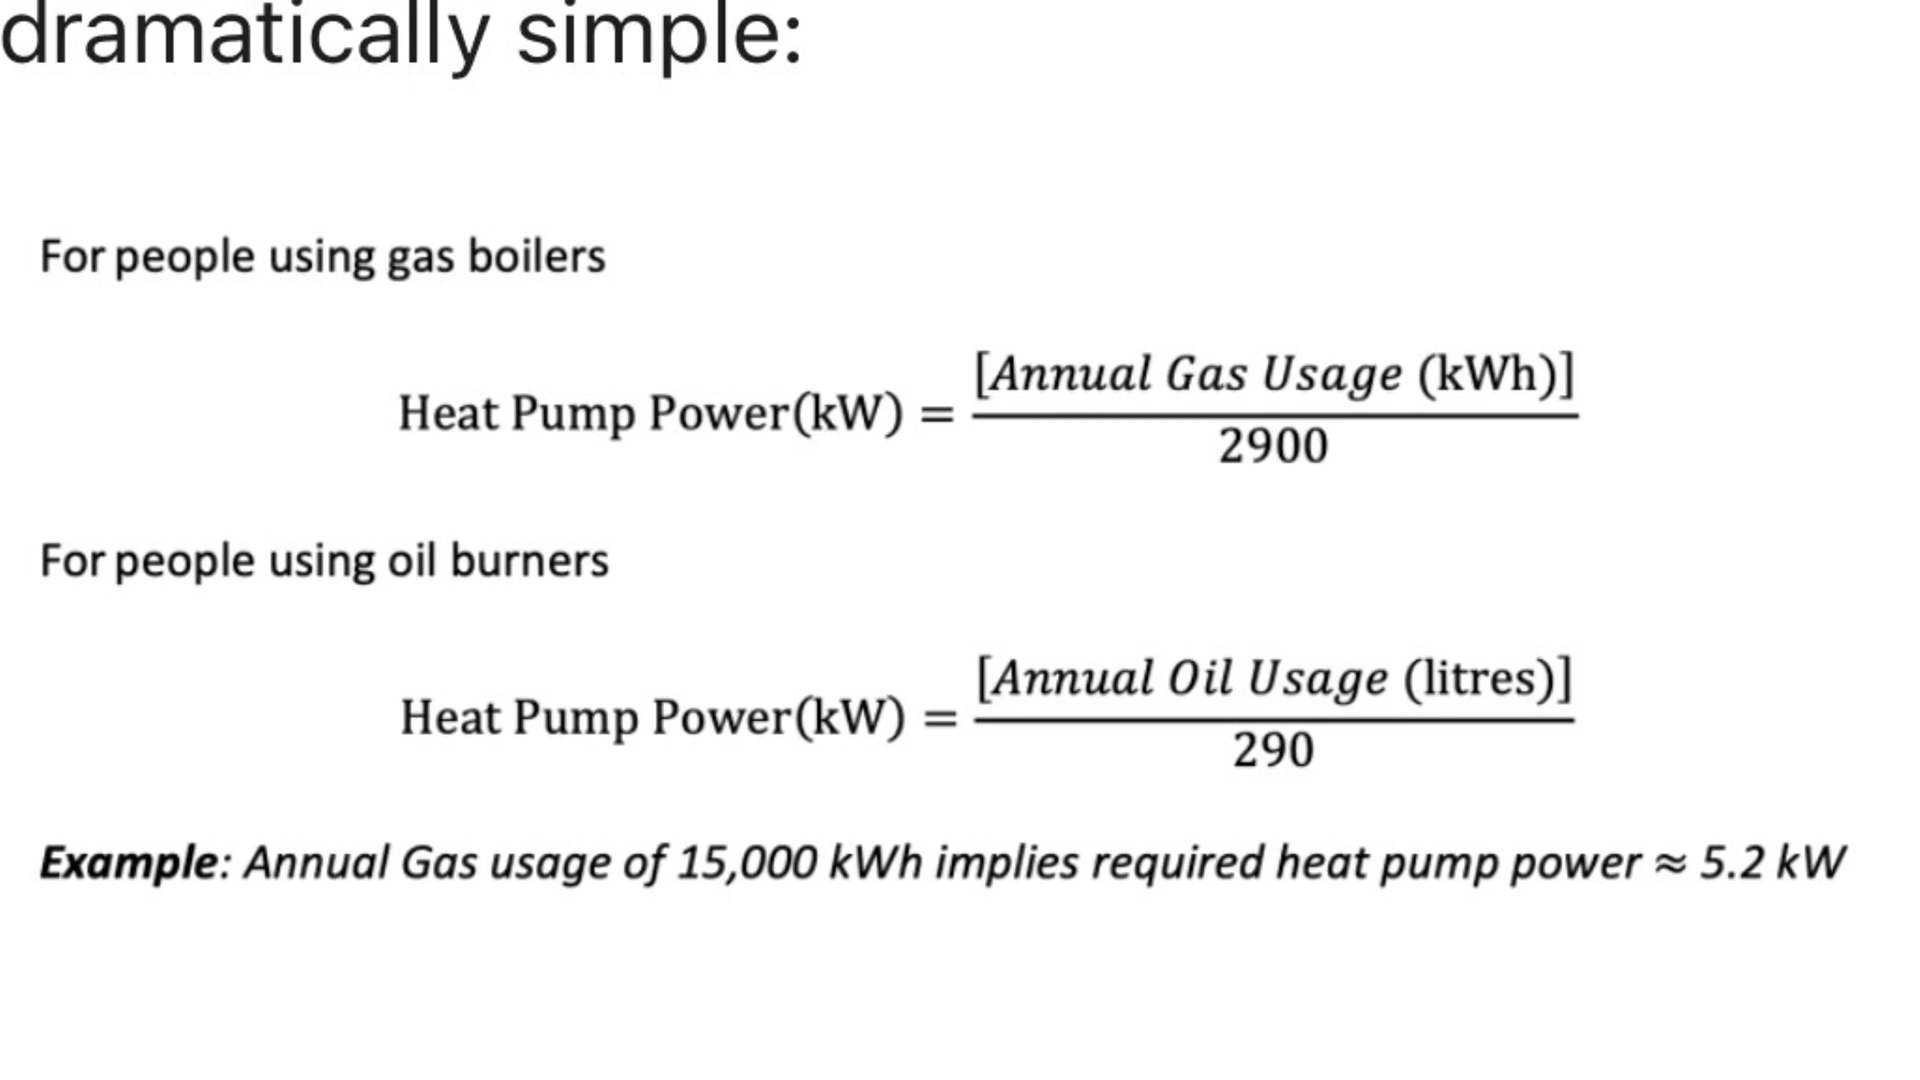 dramatically simple:
For people using gas boilers
Heat Pump Power(kW) = [Annual Gas Usage (kWh)] / 2900
For people using oil burners
Heat Pump Power(kW) = [Annual Oil Usage (litres)] / 290
Example: Annual Gas usage of 15,000 kWh implies required heat pump power ≈ 5.2 kW